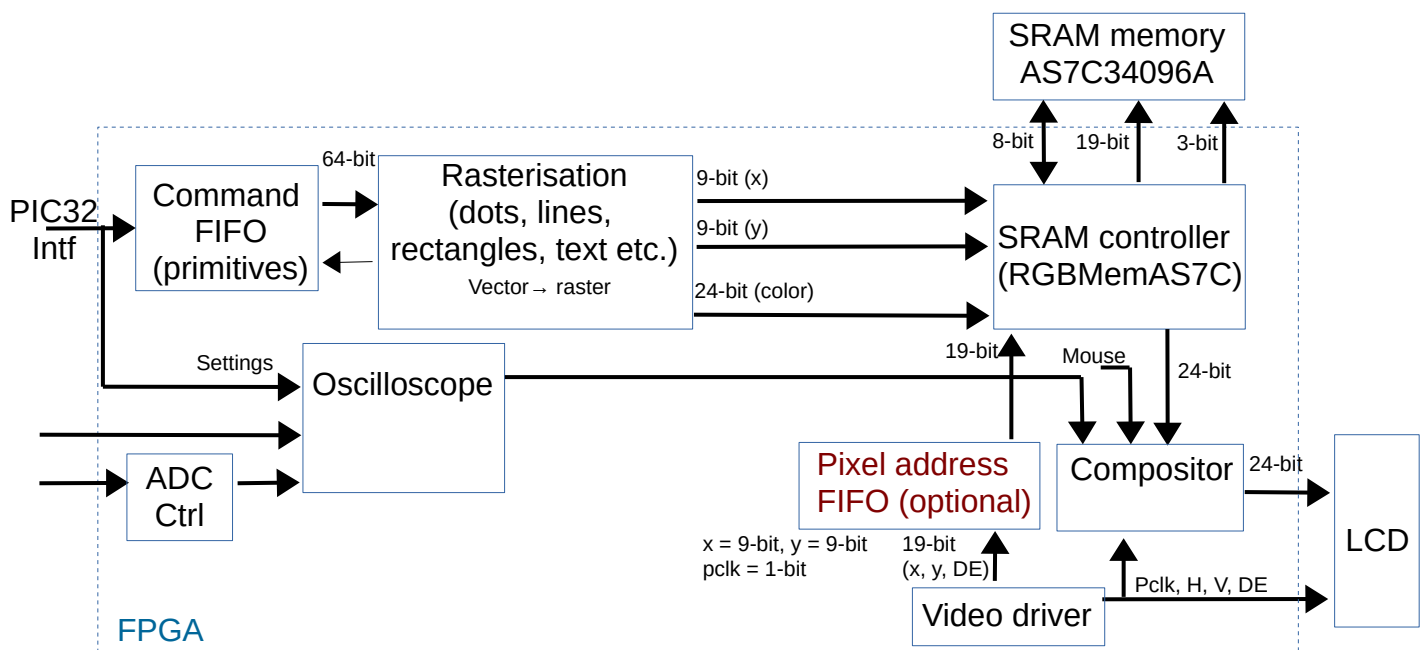 SRAM memory
AS7C34096A
8-bit
19-bit
3-bit
64-bit
PIC32
Intf
Command
FIFO
(primitives)
Rasterisation
(dots, lines,
rectangles, text etc.)
Vector→ raster
9-bit (x)
9-bit (y)
24-bit (color)
SRAM controller
(RGBMemAS7C)
Settings
Oscilloscope
19-bit
Mouse
24-bit
ADC
Ctrl
Pixel address
FIFO (optional)
Compositor
24-bit
LCD
x = 9-bit, y = 9-bit
pclk = 1-bit
19-bit
(x, y, DE)
Pclk, H, V, DE
Video driver
FPGA